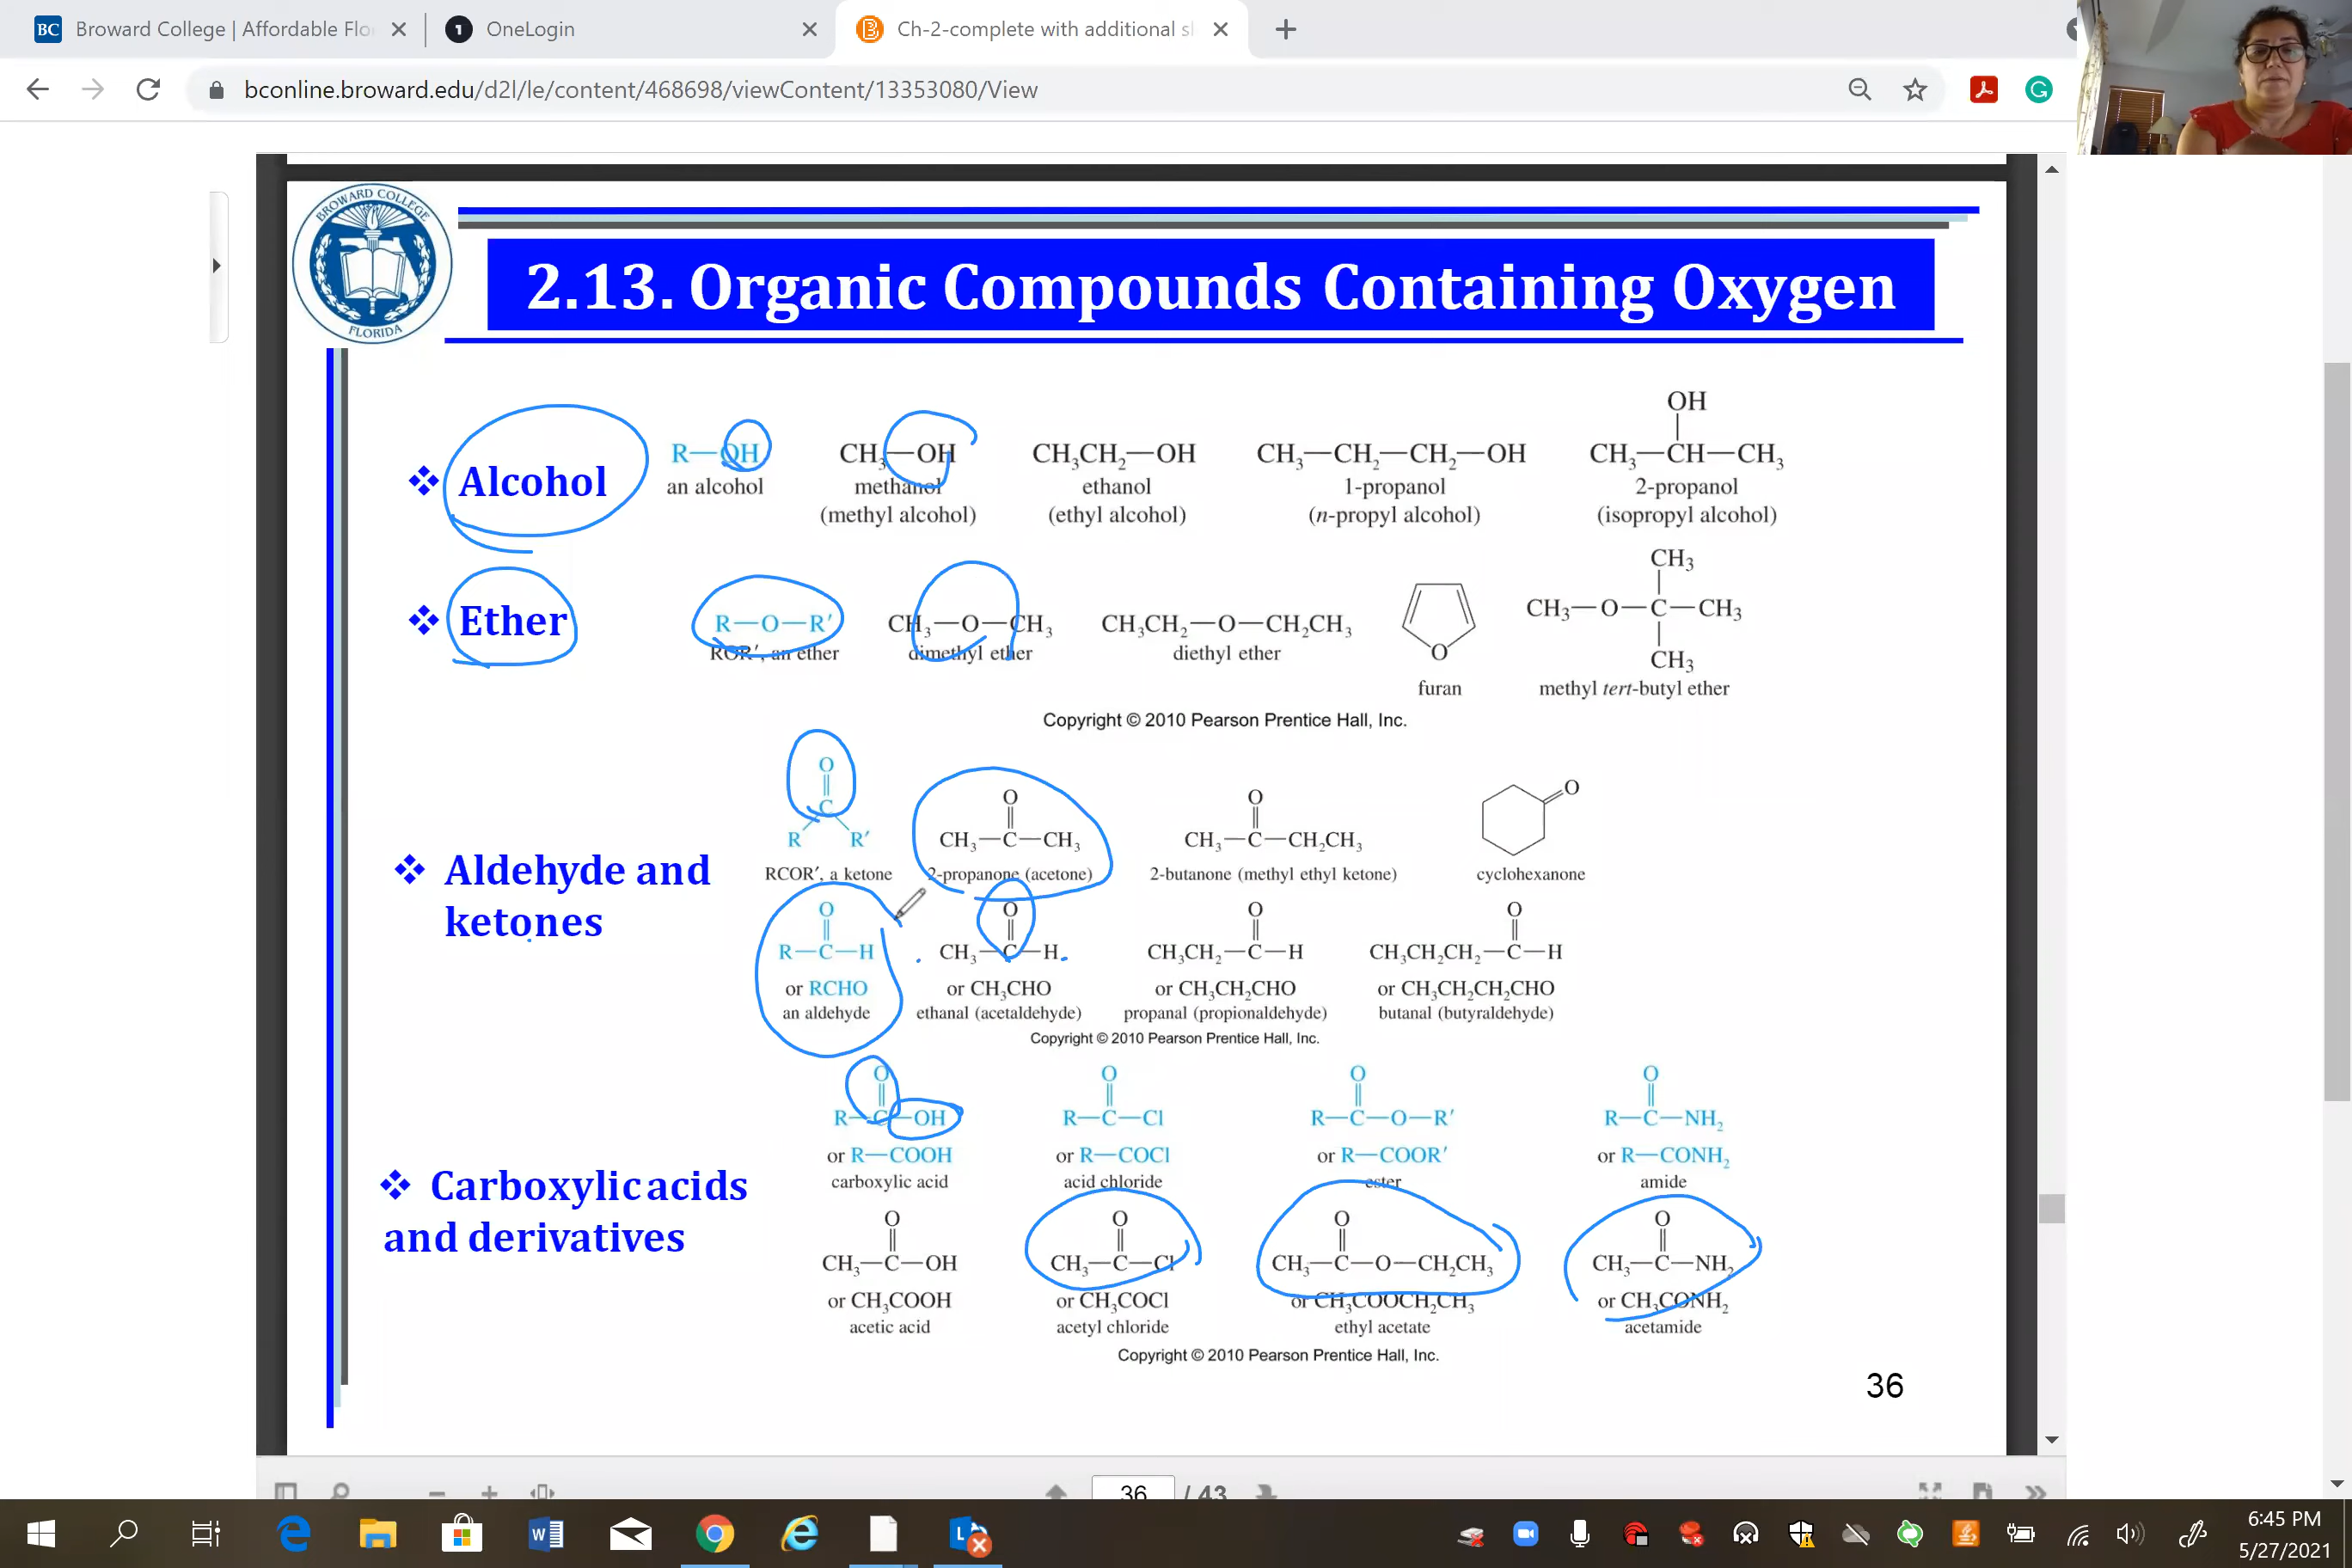 Broward College | Affordable Flo
OneLogin
Ch-2-complete with additional sl
bconline.broward.edu/d2l/le/content/468698/viewContent/13353080/View
BROWARD COLLEGE
FLORIDA
2.13. Organic Compounds Containing Oxygen
OH
❖ Alcohol R—OH CH₃—OH CH₃CH₂—OH CH₃—CH₂—CH₂—OH CH₃—CH—CH₃
an alcohol methanol ethanol 1-propanol 2-propanol
(methyl alcohol) (ethyl alcohol) (n-propyl alcohol) (isopropyl alcohol)
CH₃
❖ Ether R—O—R′ CH₃—O—CH₃ CH₃CH₂—O—CH₂CH₃ O CH₃—O—C—CH₃
ROR′, an ether dimethyl ether diethyl ether CH₃
furan methyl tert-butyl ether
Copyright © 2010 Pearson Prentice Hall, Inc.
O O O O
C
R R′ CH₃—C—CH₃ CH₃—C—CH₂CH₃
RCOR′, a ketone 2-propanone (acetone) 2-butanone (methyl ethyl ketone) cyclohexanone
❖ Aldehyde and
ketones
O O O O
R—C—H CH₃—C—H CH₃CH₂—C—H CH₃CH₂CH₂—C—H
or RCHO or CH₃CHO or CH₃CH₂CHO or CH₃CH₂CH₂CHO
an aldehyde ethanal (acetaldehyde) propanal (propionaldehyde) butanal (butyraldehyde)
Copyright © 2010 Pearson Prentice Hall, Inc.
O O O O
R—C—OH R—C—Cl R—C—O—R′ R—C—NH₂
or R—COOH or R—COCl or R—COOR′ or R—CONH₂
carboxylic acid acid chloride ester amide
❖ Carboxylic acids
and derivatives
O O O O
CH₃—C—OH CH₃—C—Cl CH₃—C—O—CH₂CH₃ CH₃—C—NH₂
or CH₃COOH or CH₃COCl or CH₃COOCH₂CH₃ or CH₃CONH₂
acetic acid acetyl chloride ethyl acetate acetamide
Copyright © 2010 Pearson Prentice Hall, Inc.
36
36 / 43
6:45 PM
5/27/2021